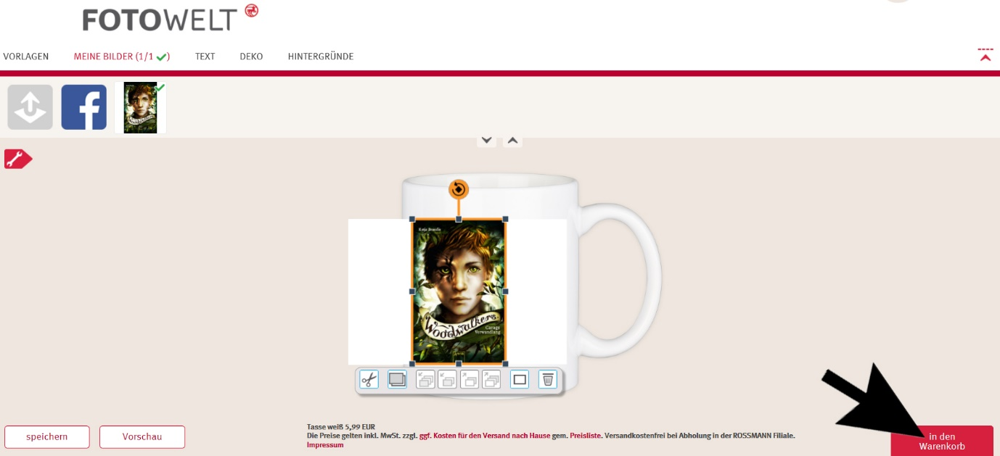 FOTOWELT
VORLAGEN MEINE BILDER (1/1 ✓) TEXT DEKO HINTERGRÜNDE
Katja Brandis
Woodwalkers
Carags
Verwandlung
Tasse weiß 5,99 EUR
Die Preise gelten inkl. MwSt. zzgl. ggf. Kosten für den Versand nach Hause gem. Preisliste. Versandkostenfrei bei Abholung in der ROSSMANN Filiale.
Impressum
speichern Vorschau
in den
Warenkorb